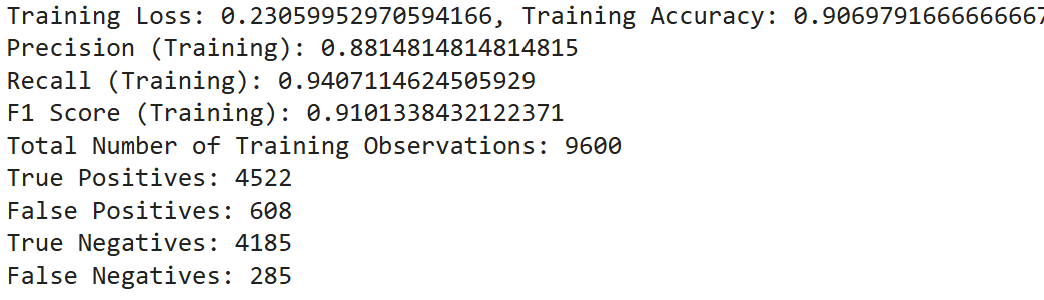 Training Loss: 0.23059952970594166, Training Accuracy: 0.9069791666666667
Precision (Training): 0.8814814814814815
Recall (Training): 0.9407114624505929
F1 Score (Training): 0.9101338432122371
Total Number of Training Observations: 9600
True Positives: 4522
False Positives: 608
True Negatives: 4185
False Negatives: 285